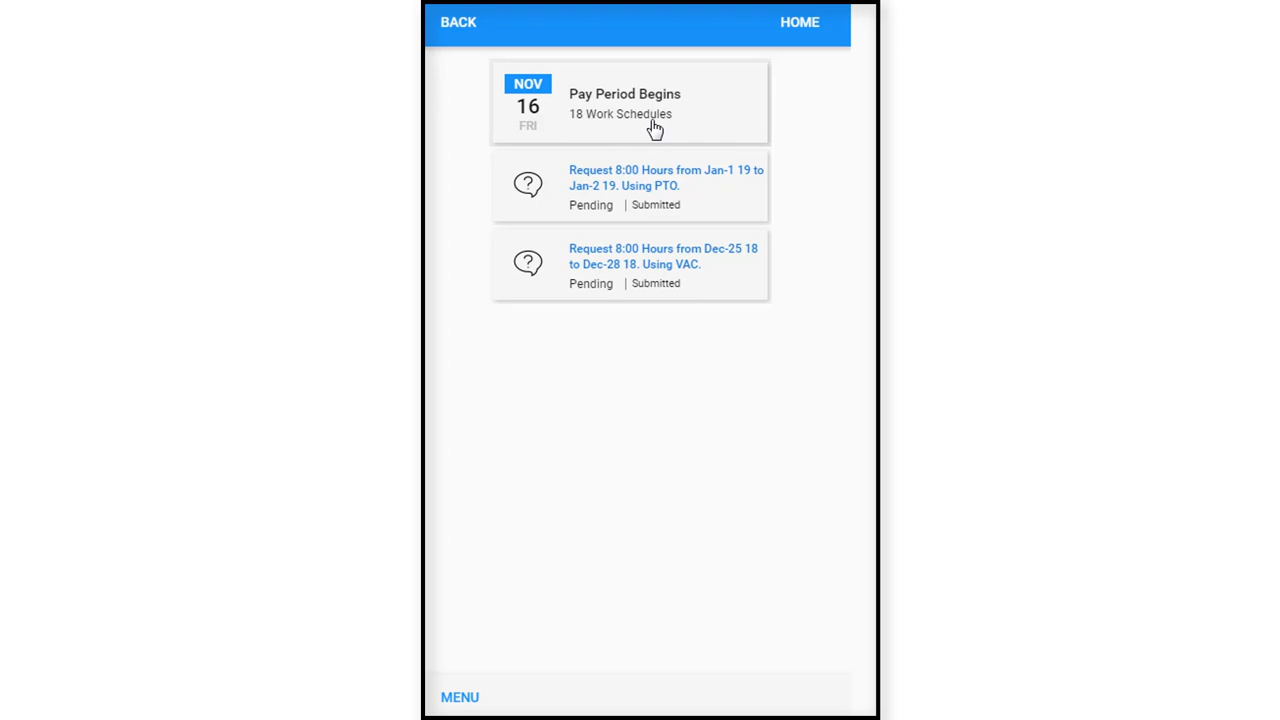 BACK HOME
NOV
16
FRI
Pay Period Begins
18 Work Schedules
?
Request 8:00 Hours from Jan-1 19 to
Jan-2 19. Using PTO.
Pending | Submitted
?
Request 8:00 Hours from Dec-25 18
to Dec-28 18. Using VAC.
Pending | Submitted
MENU